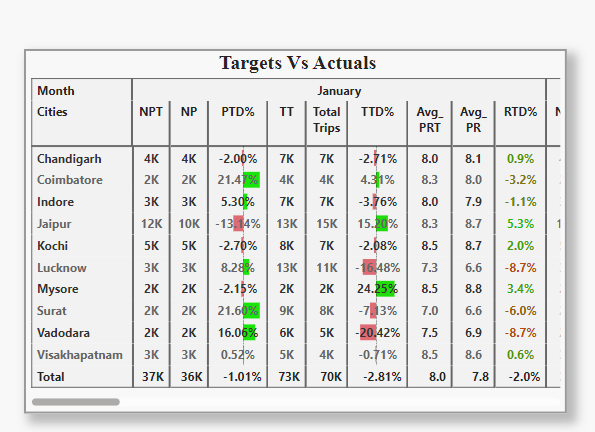 Targets Vs Actuals
Month January
Cities NPT NP PTD% TT Total Trips TTD% Avg_PRT Avg_PR RTD% N
Chandigarh 4K 4K -2.00% 7K 7K -2.71% 8.0 8.1 0.9%
Coimbatore 2K 2K 21.47% 4K 4K 4.31% 8.3 8.0 -3.2%
Indore 3K 3K 5.30% 7K 7K -3.76% 8.0 7.9 -1.1%
Jaipur 12K 10K -13.14% 13K 15K 15.20% 8.3 8.7 5.3% 1
Kochi 5K 5K -2.70% 8K 7K -2.08% 8.5 8.7 2.0%
Lucknow 3K 3K 8.28% 13K 11K -16.48% 7.3 6.6 -8.7%
Mysore 2K 2K -2.15% 2K 2K 24.25% 8.5 8.8 3.4%
Surat 2K 2K 21.60% 9K 8K -7.13% 7.0 6.6 -6.0%
Vadodara 2K 2K 16.06% 6K 5K -20.42% 7.5 6.9 -8.7%
Visakhapatnam 3K 3K 0.52% 5K 4K -0.71% 8.5 8.6 0.6%
Total 37K 36K -1.01% 73K 70K -2.81% 8.0 7.8 -2.0%